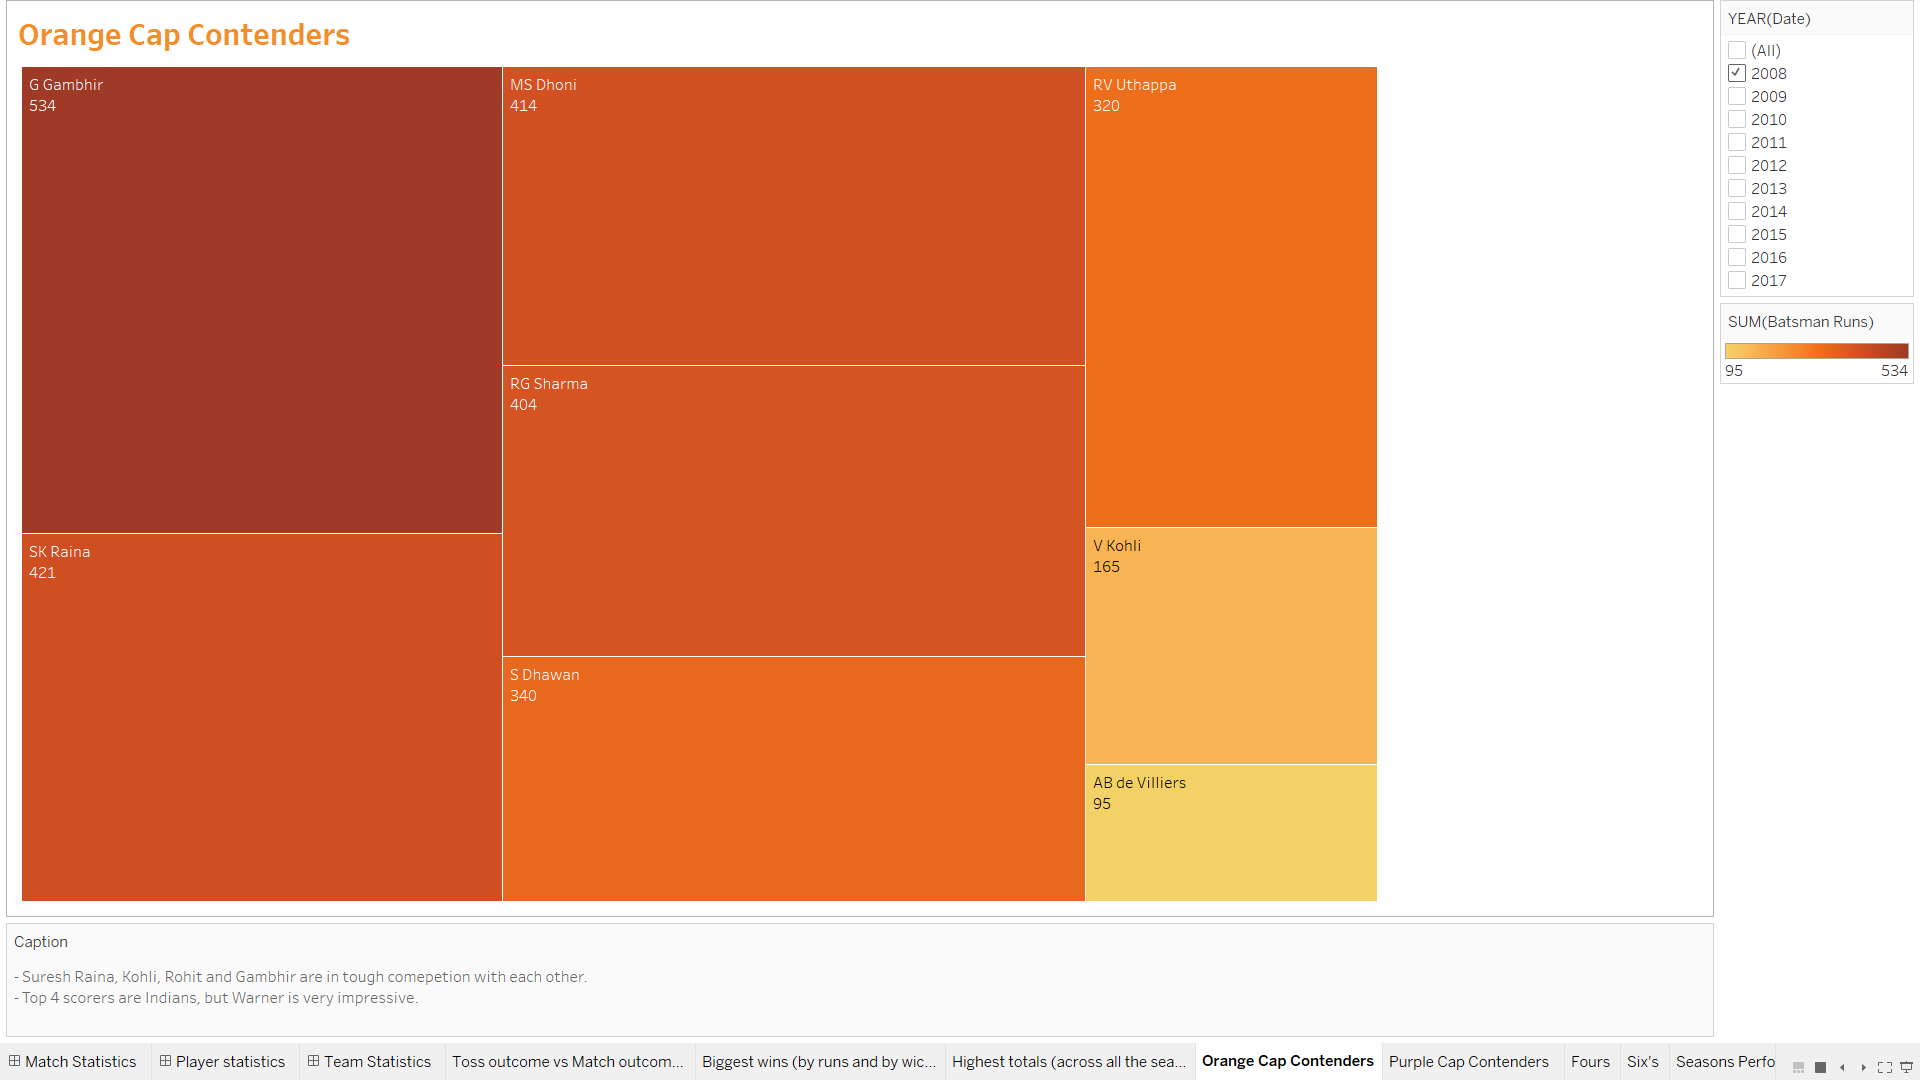 Orange Cap Contenders
G Gambhir
534
SK Raina
421
MS Dhoni
414
RG Sharma
404
S Dhawan
340
RV Uthappa
320
V Kohli
165
AB de Villiers
95
YEAR(Date)
(All)
2008
2009
2010
2011
2012
2013
2014
2015
2016
2017
SUM(Batsman Runs)
95 534
Caption
- Suresh Raina, Kohli, Rohit and Gambhir are in tough comepetion with each other.
- Top 4 scorers are Indians, but Warner is very impressive.
Match Statistics Player statistics Team Statistics Toss outcome vs Match outcom... Biggest wins (by runs and by wic... Highest totals (across all the sea... Orange Cap Contenders Purple Cap Contenders Fours Six's Seasons Perfo